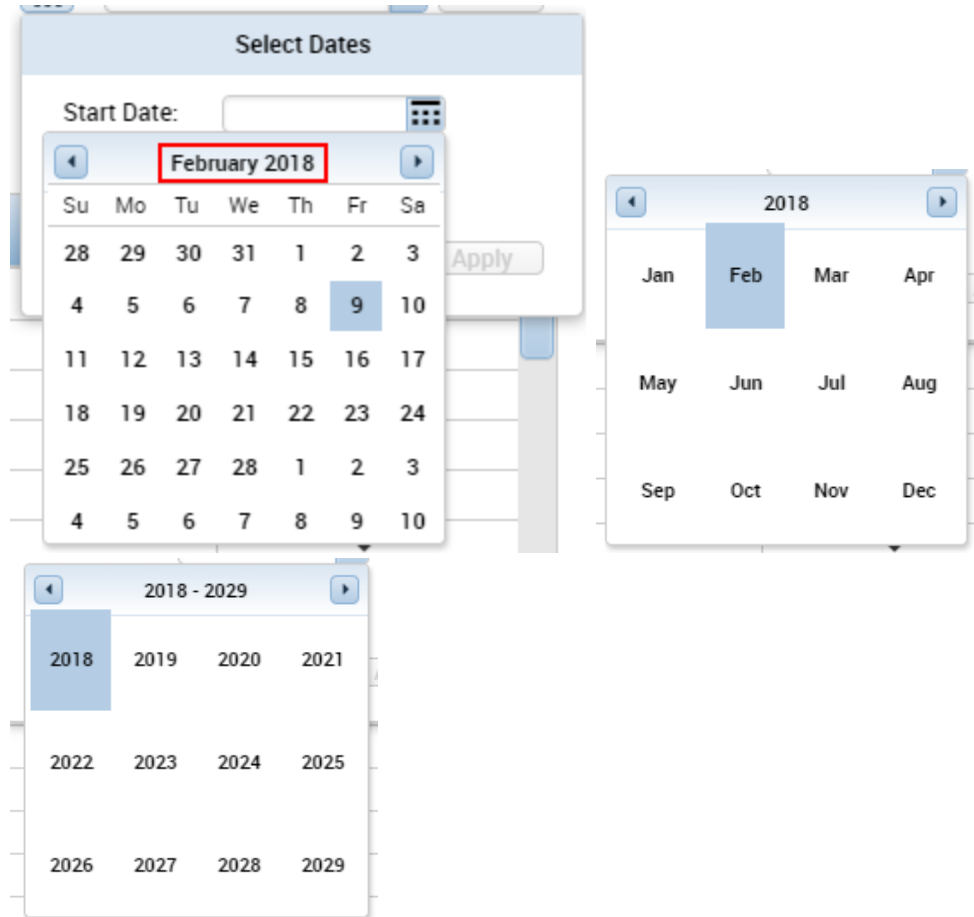 Select Dates
Start Date:
February 2018
Su Mo Tu We Th Fr Sa
28 29 30 31 1 2 3
Apply
4 5 6 7 8 9 10
11 12 13 14 15 16 17
18 19 20 21 22 23 24
25 26 27 28 1 2 3
4 5 6 7 8 9 10
2018
Jan Feb Mar Apr
May Jun Jul Aug
Sep Oct Nov Dec
2018 - 2029
2018 2019 2020 2021
2022 2023 2024 2025
2026 2027 2028 2029